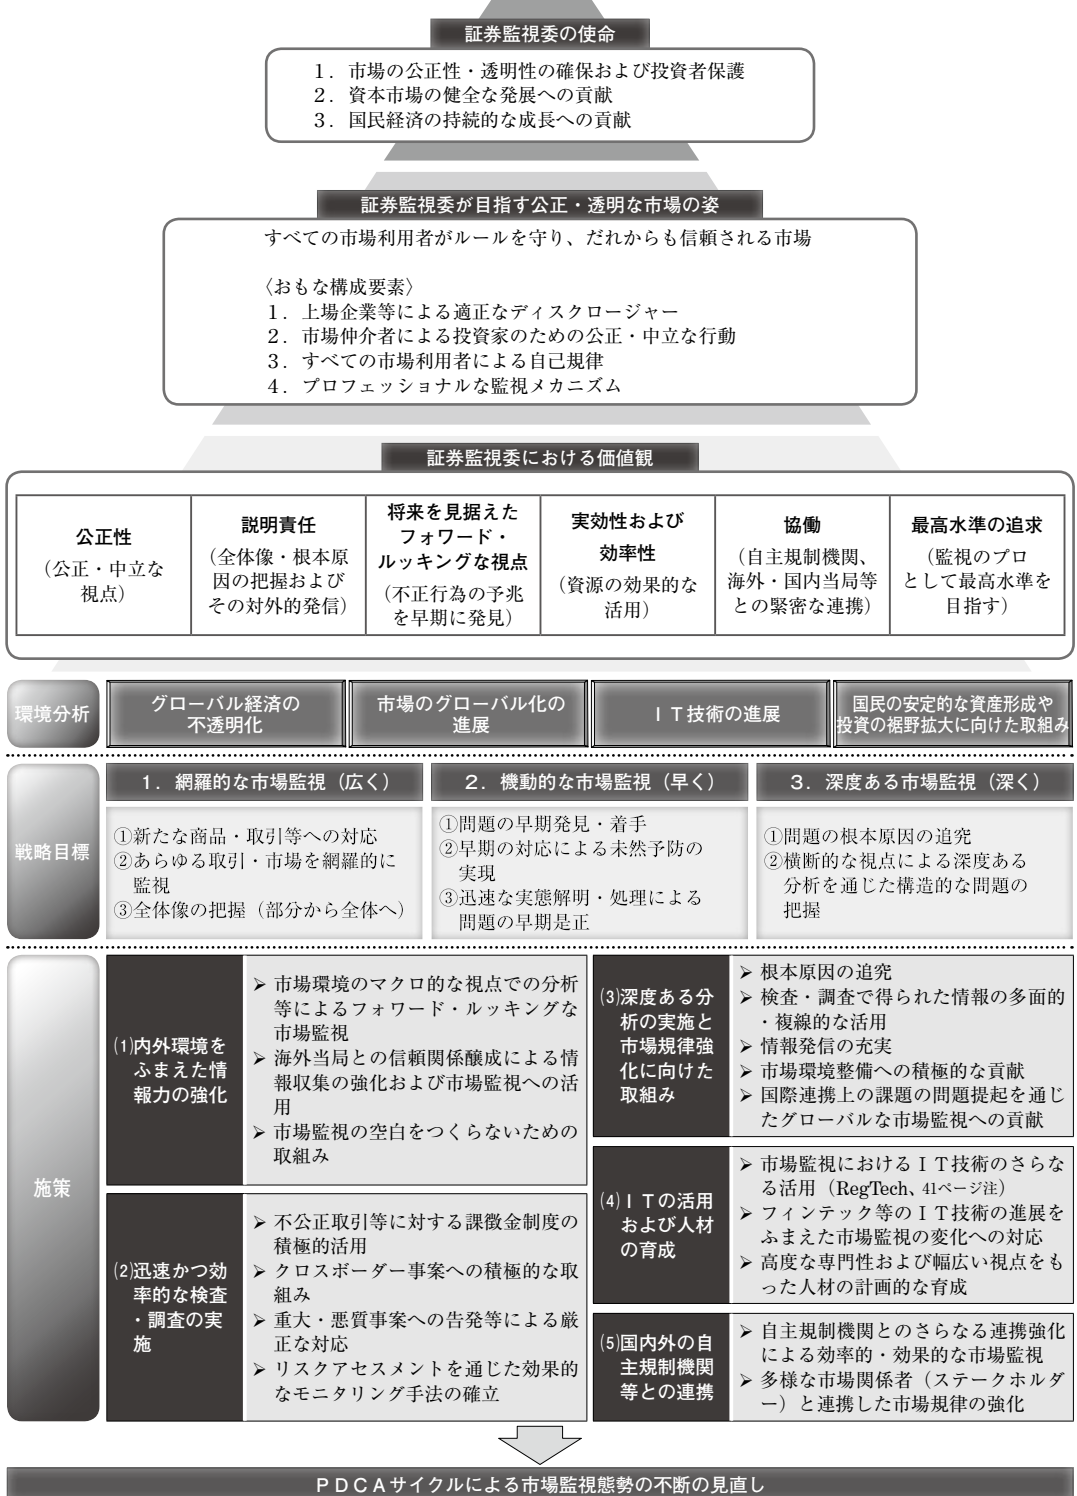 証券監視委の使命
１．市場の公正性・透明性の確保および投資者保護
２．資本市場の健全な発展への貢献
３．国民経済の持続的な成長への貢献
証券監視委が目指す公正・透明な市場の姿
すべての市場利用者がルールを守り、だれからも信頼される市場
〈おもな構成要素〉
１．上場企業等による適正なディスクロージャー
２．市場仲介者による投資家のための公正・中立な行動
３．すべての市場利用者による自己規律
４．プロフェッショナルな監視メカニズム
証券監視委における価値観
公正性
（公正・中立な
視点）
説明責任
（全体像・根本原
因の把握および
その対外的発信）
将来を見据えた
フォワード・
ルッキングな視点
（不正行為の予兆
を早期に発見）
実効性および
効率性
（資源の効果的な
活用）
協働
（自主規制機関、
海外・国内当局等
との緊密な連携）
最高水準の追求
（監視のプロ
として最高水準を
目指す）
環境分析
グローバル経済の
不透明化
市場のグローバル化の
進展
ＩＴ技術の進展
国民の安定的な資産形成や
投資の裾野拡大に向けた取組み
戦略目標
１．網羅的な市場監視（広く）
①新たな商品・取引等への対応
②あらゆる取引・市場を網羅的に
監視
③全体像の把握（部分から全体へ）
２．機動的な市場監視（早く）
①問題の早期発見・着手
②早期の対応による未然予防の
実現
③迅速な実態解明・処理による
問題の早期是正
３．深度ある市場監視（深く）
①問題の根本原因の追究
②横断的な視点による深度ある
分析を通じた構造的な問題の
把握
施策
⑴内外環境を
ふまえた情
報力の強化
➢ 市場環境のマクロ的な視点での分析
等によるフォワード・ルッキングな
市場監視
➢ 海外当局との信頼関係醸成による情
報収集の強化および市場監視への活
用
➢ 市場監視の空白をつくらないための
取組み
⑵迅速かつ効
率的な検査
・調査の実
施
➢ 不公正取引等に対する課徴金制度の
積極的活用
➢ クロスボーダー事案への積極的な取
組み
➢ 重大・悪質事案への告発等による厳
正な対応
➢ リスクアセスメントを通じた効果的
なモニタリング手法の確立
⑶深度ある分
析の実施と
市場規律強
化に向けた
取組み
➢ 根本原因の追究
➢ 検査・調査で得られた情報の多面的
・複線的な活用
➢ 情報発信の充実
➢ 市場環境整備への積極的な貢献
➢ 国際連携上の課題の問題提起を通じ
たグローバルな市場監視への貢献
⑷ＩＴの活用
および人材
の育成
➢ 市場監視におけるＩＴ技術のさらな
る活用（RegTech、41ページ注）
➢ フィンテック等のＩＴ技術の進展を
ふまえた市場監視の変化への対応
➢ 高度な専門性および幅広い視点をも
った人材の計画的な育成
⑸国内外の自
主規制機関
等との連携
➢ 自主規制機関とのさらなる連携強化
による効率的・効果的な市場監視
➢ 多様な市場関係者（ステークホルダ
ー）と連携した市場規律の強化
ＰＤＣＡサイクルによる市場監視態勢の不断の見直し